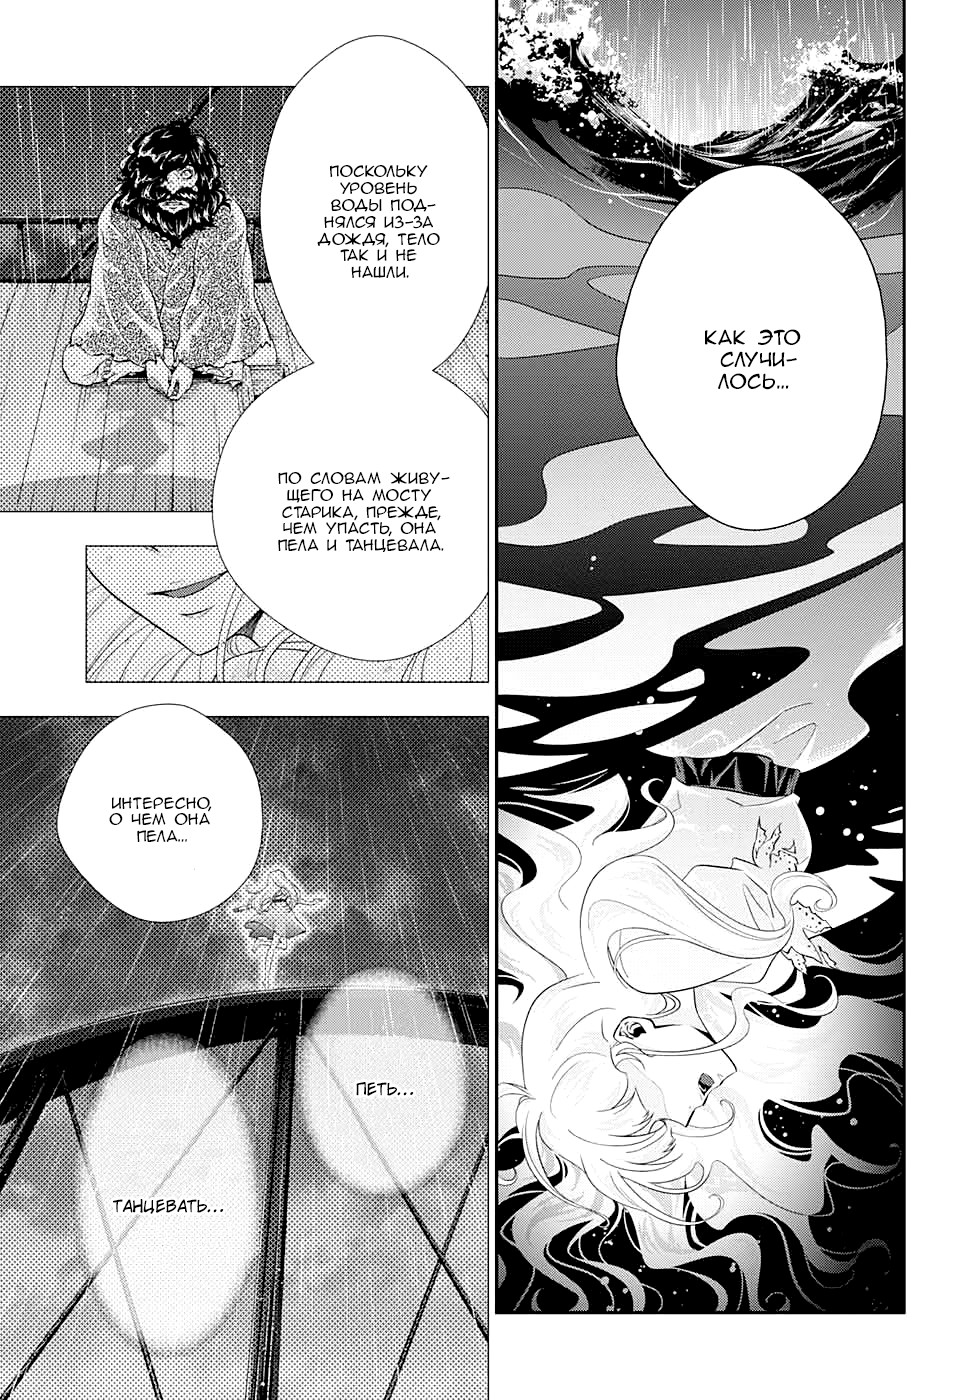 КАК ЭТО
СЛУЧИ-
ЛОСЬ...
ПОСКОЛЬКУ
УРОВЕНЬ
ВОДЫ ПОД-
НЯЛСЯ ИЗ-ЗА
ДОЖДЯ, ТЕЛО
ТАК И НЕ
НАШЛИ.
ПО СЛОВАМ ЖИВУ-
ЩЕГО НА МОСТУ
СТАРИКА, ПРЕЖДЕ,
ЧЕМ УПАСТЬ, ОНА
ПЕЛА И ТАНЦЕВАЛА.
ИНТЕРЕСНО,
О ЧЕМ ОНА
ПЕЛА...
ПЕТЬ...
ТАНЦЕВАТЬ...